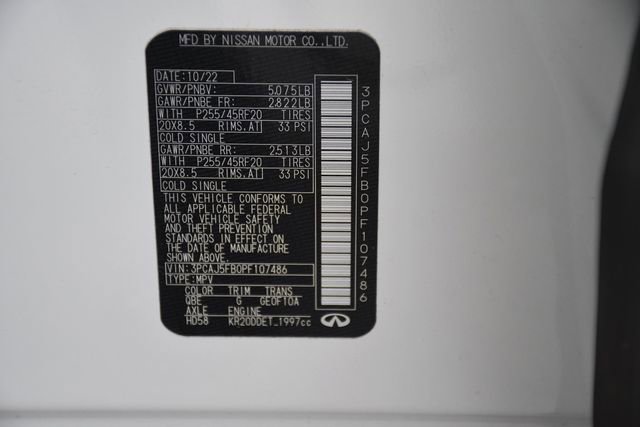 MFD BY NISSAN MOTOR CO.,LTD.
DATE:10/22
GVWR/PNBV: 5,075LB
GAWR/PNBE FR: 2,822LB
WITH P255/45RF20 TIRES
20X8.5 RIMS,AT 33 PSI
COLD SINGLE
GAWR/PNBE RR: 2,513LB
WITH P255/45RF20 TIRES
20X8.5 RIMS,AT 33 PSI
COLD SINGLE
THIS VEHICLE CONFORMS TO
ALL APPLICABLE FEDERAL
MOTOR VEHICLE SAFETY
AND THEFT PREVENTION
STANDARDS IN EFFECT ON
THE DATE OF MANUFACTURE
SHOWN ABOVE.
VIN: 3PCAJ5FB0PF107486
TYPE: MPV
COLOR TRIM TRANS
QBE G GE0F10A
AXLE ENGINE
HD58 KR20DDET 1997cc
3PCAJ5FB0PF107486